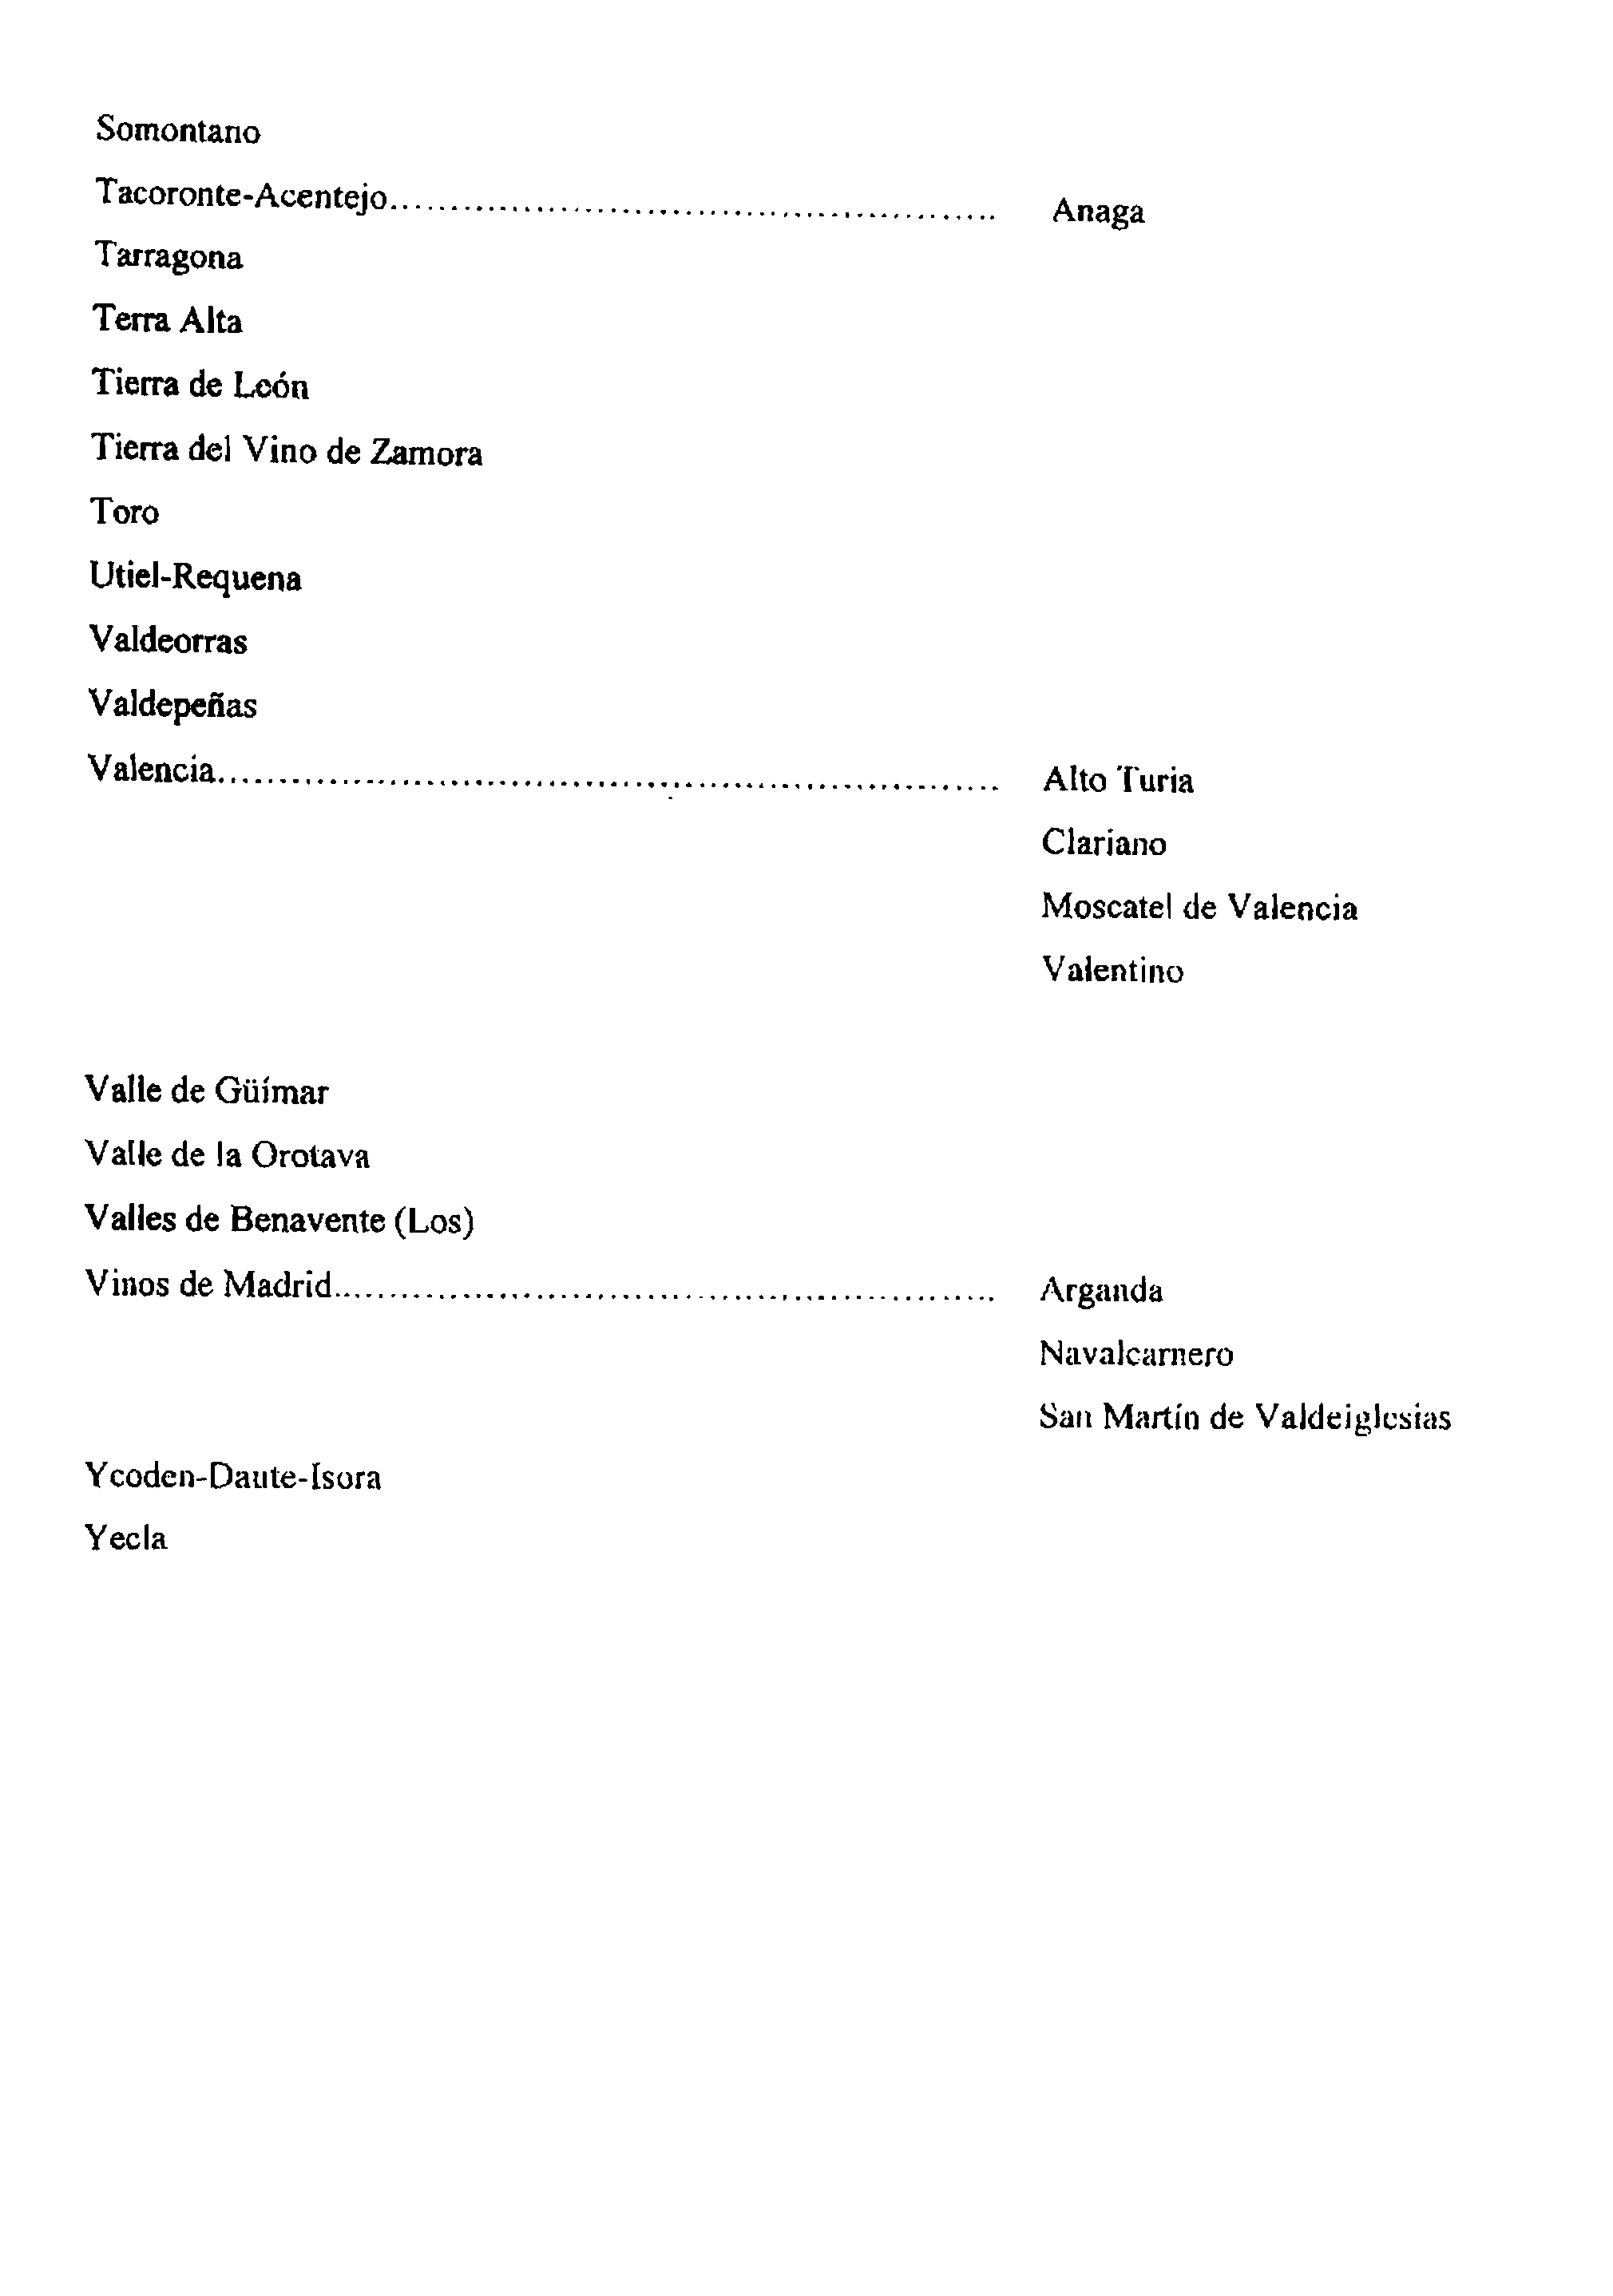 Somontano
Tacoronte-Acentejo.................................................. Anaga
Tarragona
Terra Alta
Tierra de León
Tierra del Vino de Zamora
Toro
Utiel-Requena
Valdeorras
Valdepeñas
Valencia................................................................ Alto Turia
Clariano
Moscatel de Valencia
Valentino
Valle de Güímar
Valle de la Orotava
Valles de Benavente (Los)
Vinos de Madrid...................................................... Arganda
Navalcarnero
San Martín de Valdeiglesias
Ycoden-Daute-Isora
Yecla